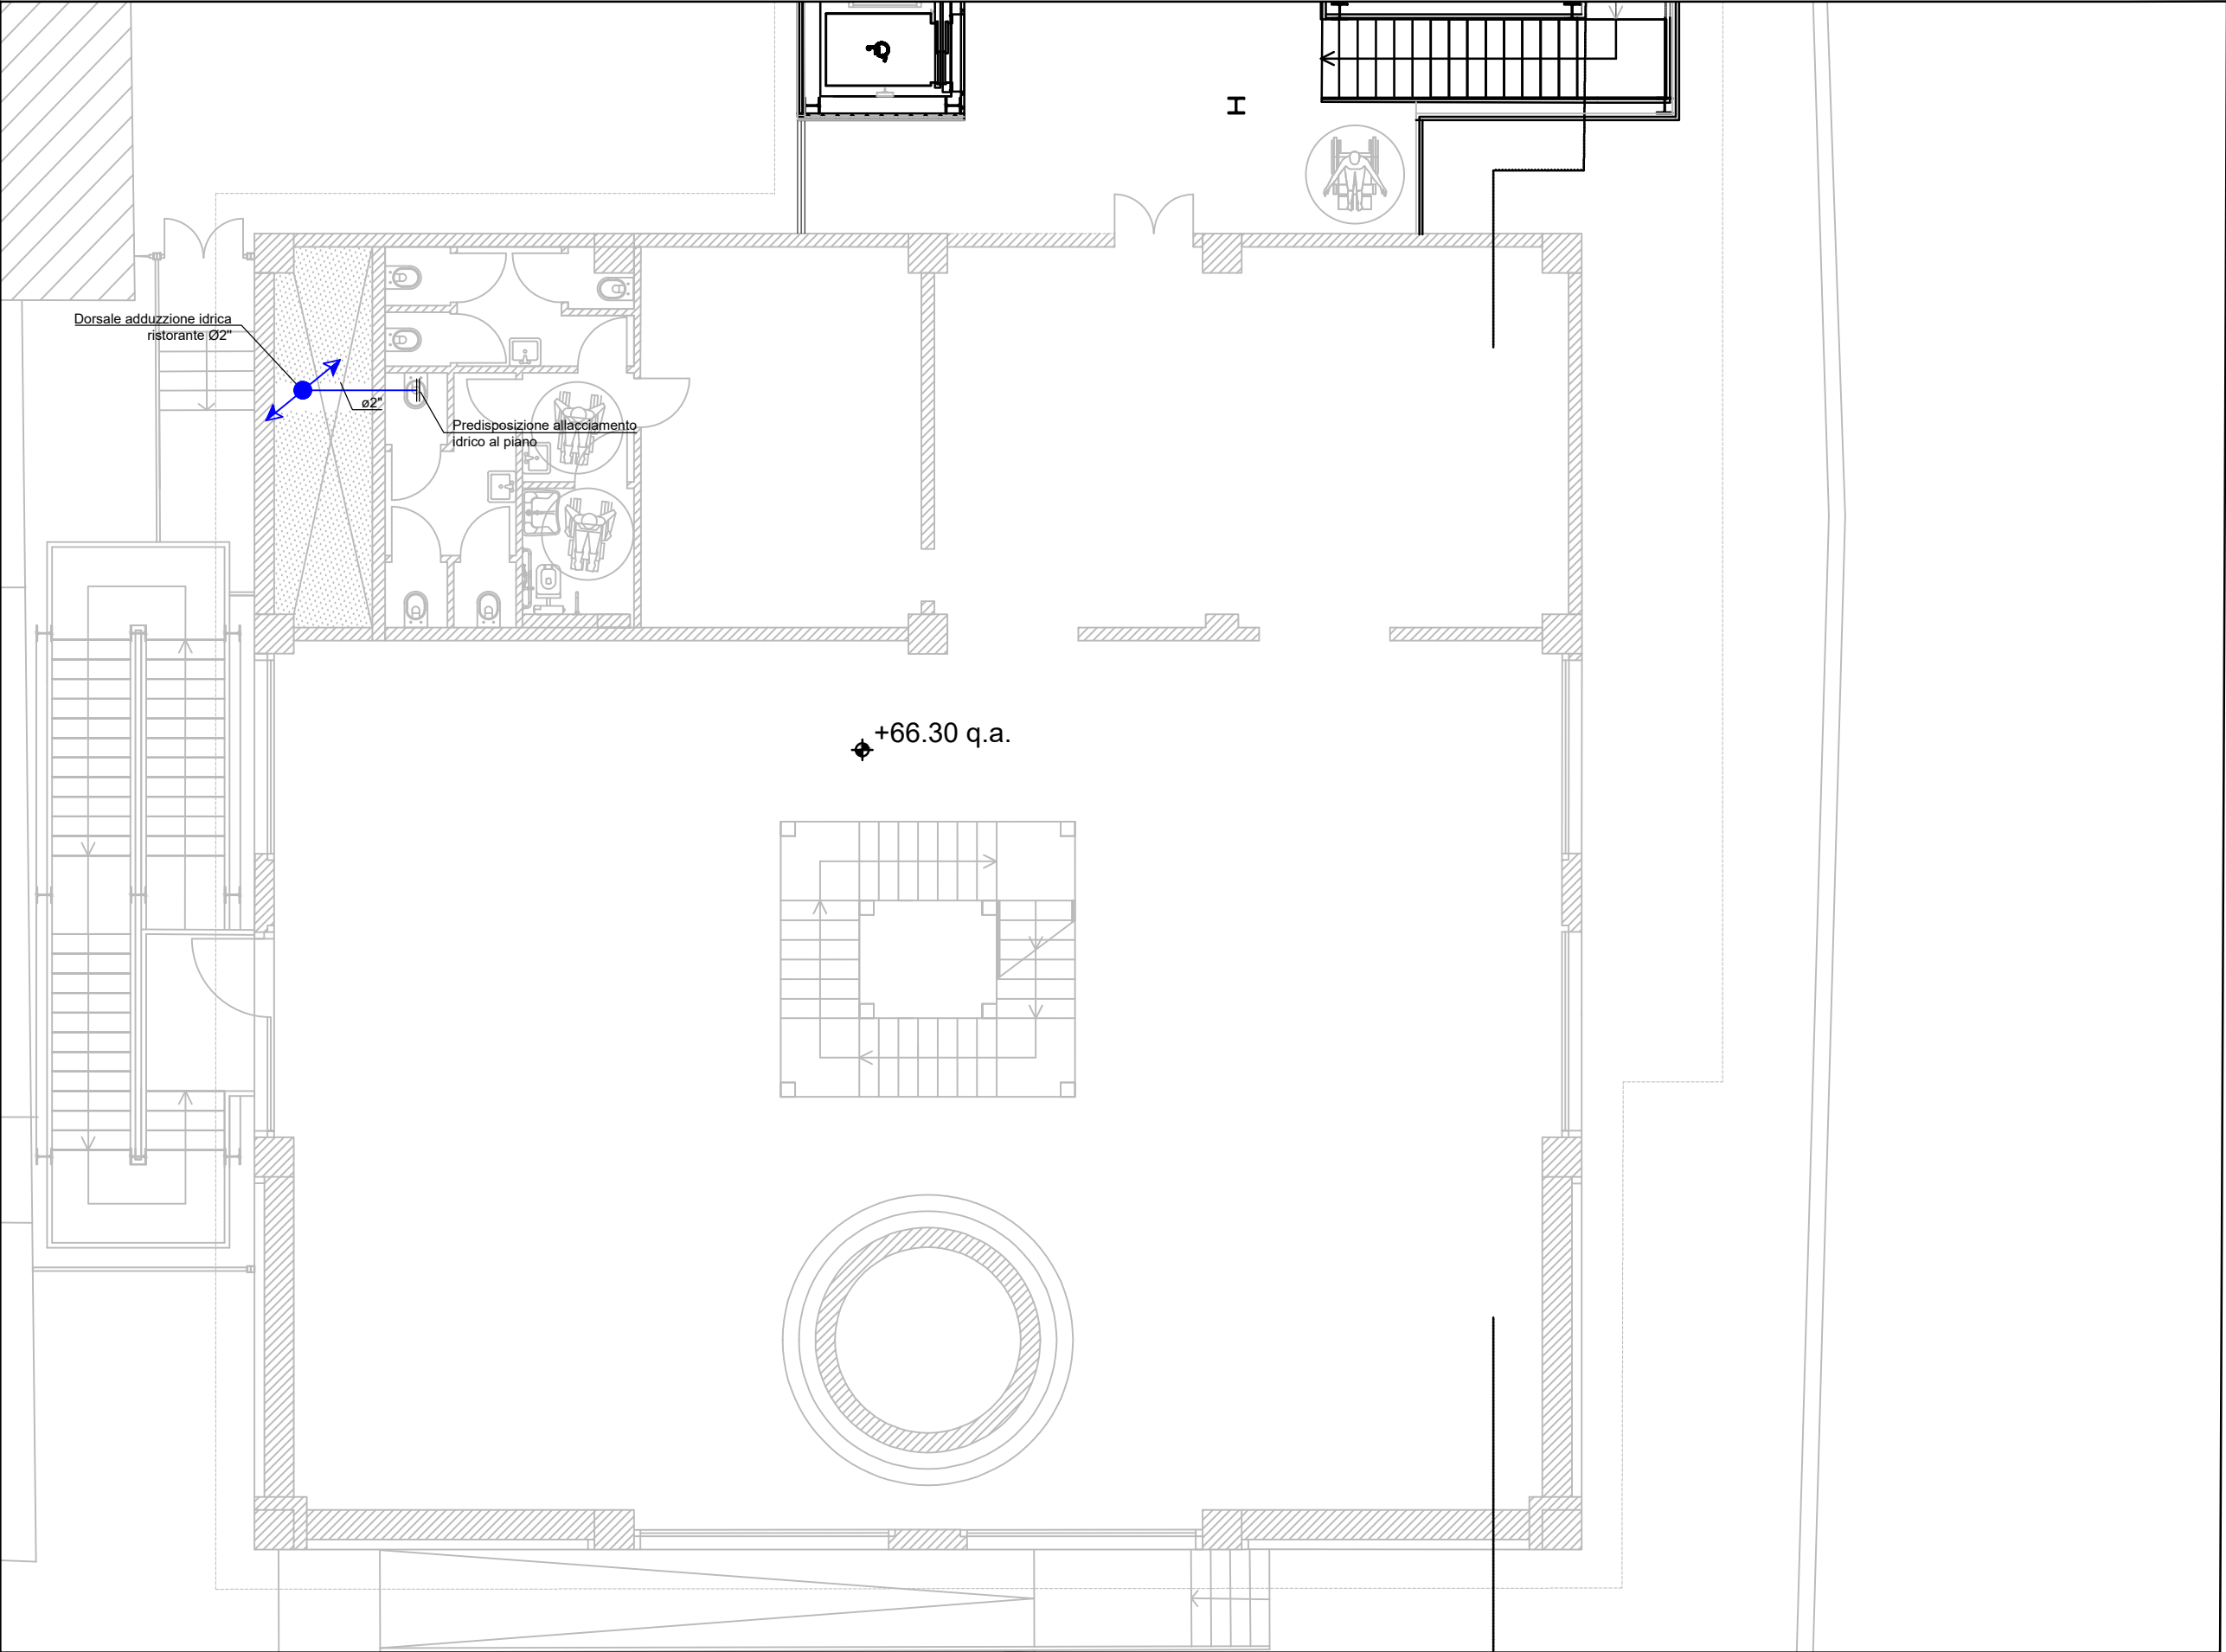 Dorsale adduzzione idrica
ristorante Ø2"
ø2"
Predisposizione allacciamento
idrico al piano
+66.30 q.a.